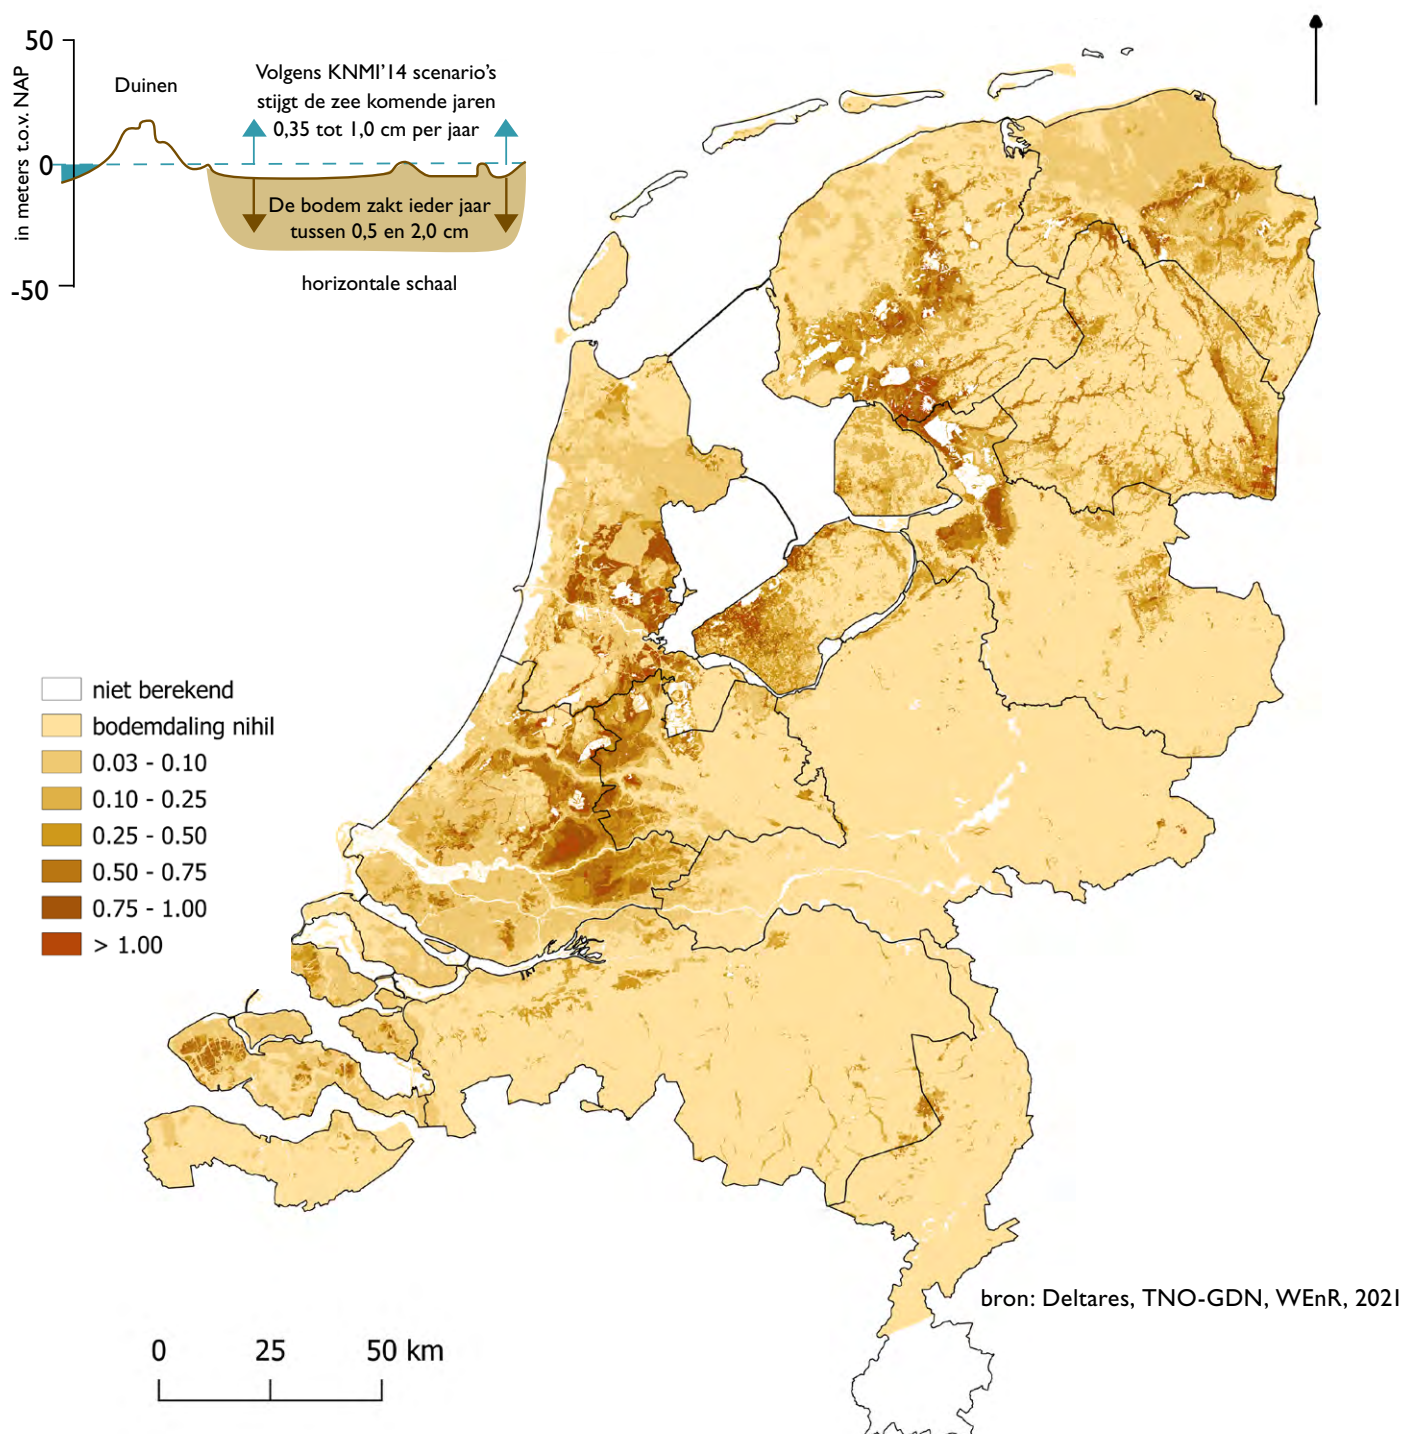 50
in meters t.o.v. NAP
0
-50
Duinen
Volgens KNMI'14 scenario's
stijgt de zee komende jaren
0,35 tot 1,0 cm per jaar
De bodem zakt ieder jaar
tussen 0,5 en 2,0 cm
horizontale schaal
niet berekend
bodemdaling nihil
0.03 - 0.10
0.10 - 0.25
0.25 - 0.50
0.50 - 0.75
0.75 - 1.00
> 1.00
bron: Deltares, TNO-GDN, WEnR, 2021
0 25 50 km